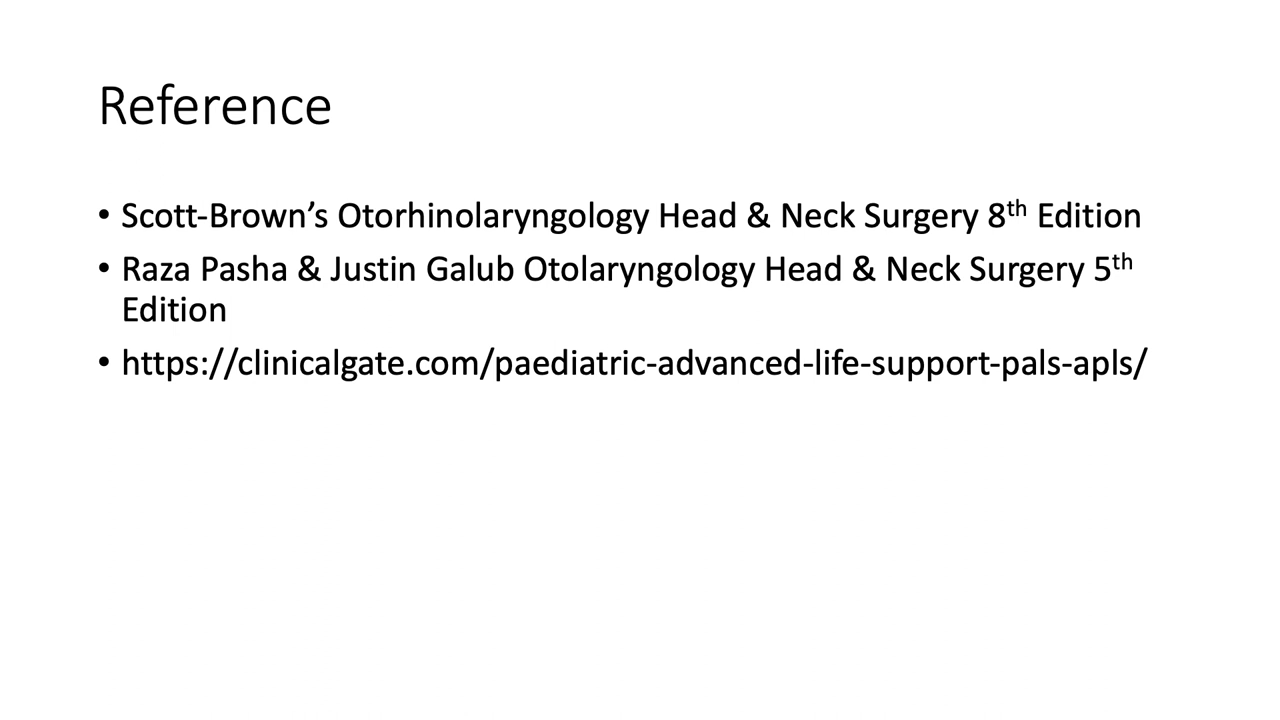 Reference
• Scott-Brown’s Otorhinolaryngology Head & Neck Surgery 8th Edition
• Raza Pasha & Justin Galub Otolaryngology Head & Neck Surgery 5th
Edition
• https://clinicalgate.com/paediatric-advanced-life-support-pals-apls/